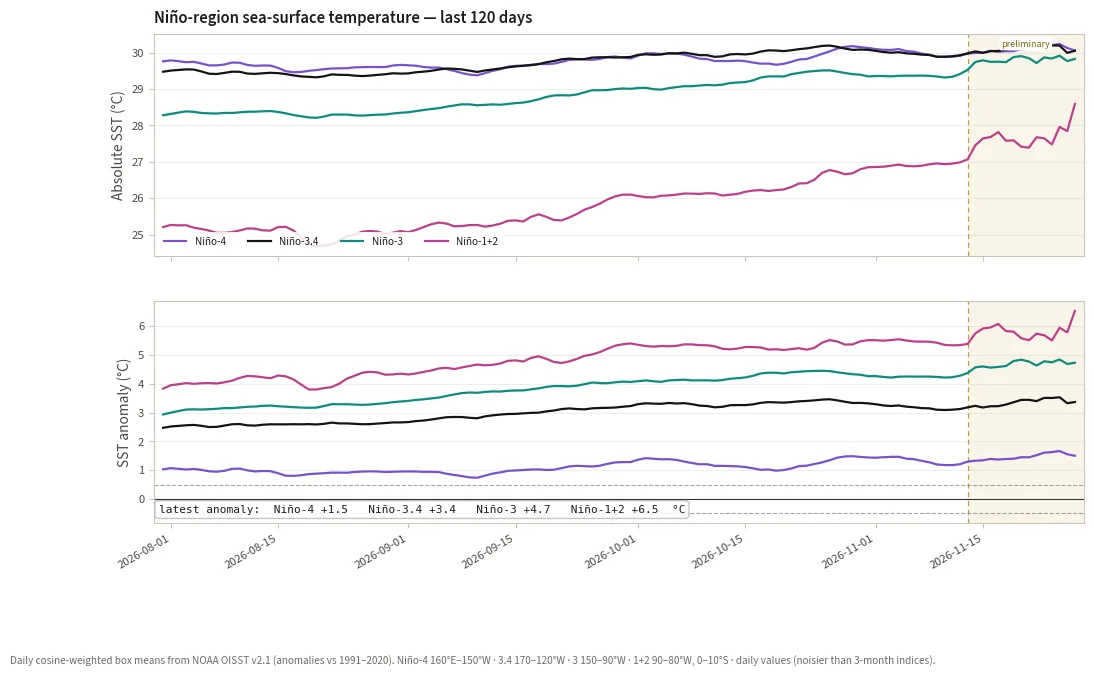 Niño-region sea-surface temperature — last 120 days
preliminary
Absolute SST (°C)
30
29
28
27
26
25
Niño-4 Niño-3.4 Niño-3 Niño-1+2
SST anomaly (°C)
6
5
4
3
2
1
0
latest anomaly: Niño-4 +1.5 Niño-3.4 +3.4 Niño-3 +4.7 Niño-1+2 +6.5 °C
2026-08-01 2026-08-15 2026-09-01 2026-09-15 2026-10-01 2026-10-15 2026-11-01 2026-11-15
Daily cosine-weighted box means from NOAA OISST v2.1 (anomalies vs 1991–2020). Niño-4 160°E–150°W · 3.4 170–120°W · 3 150–90°W · 1+2 90–80°W, 0–10°S · daily values (noisier than 3-month indices).